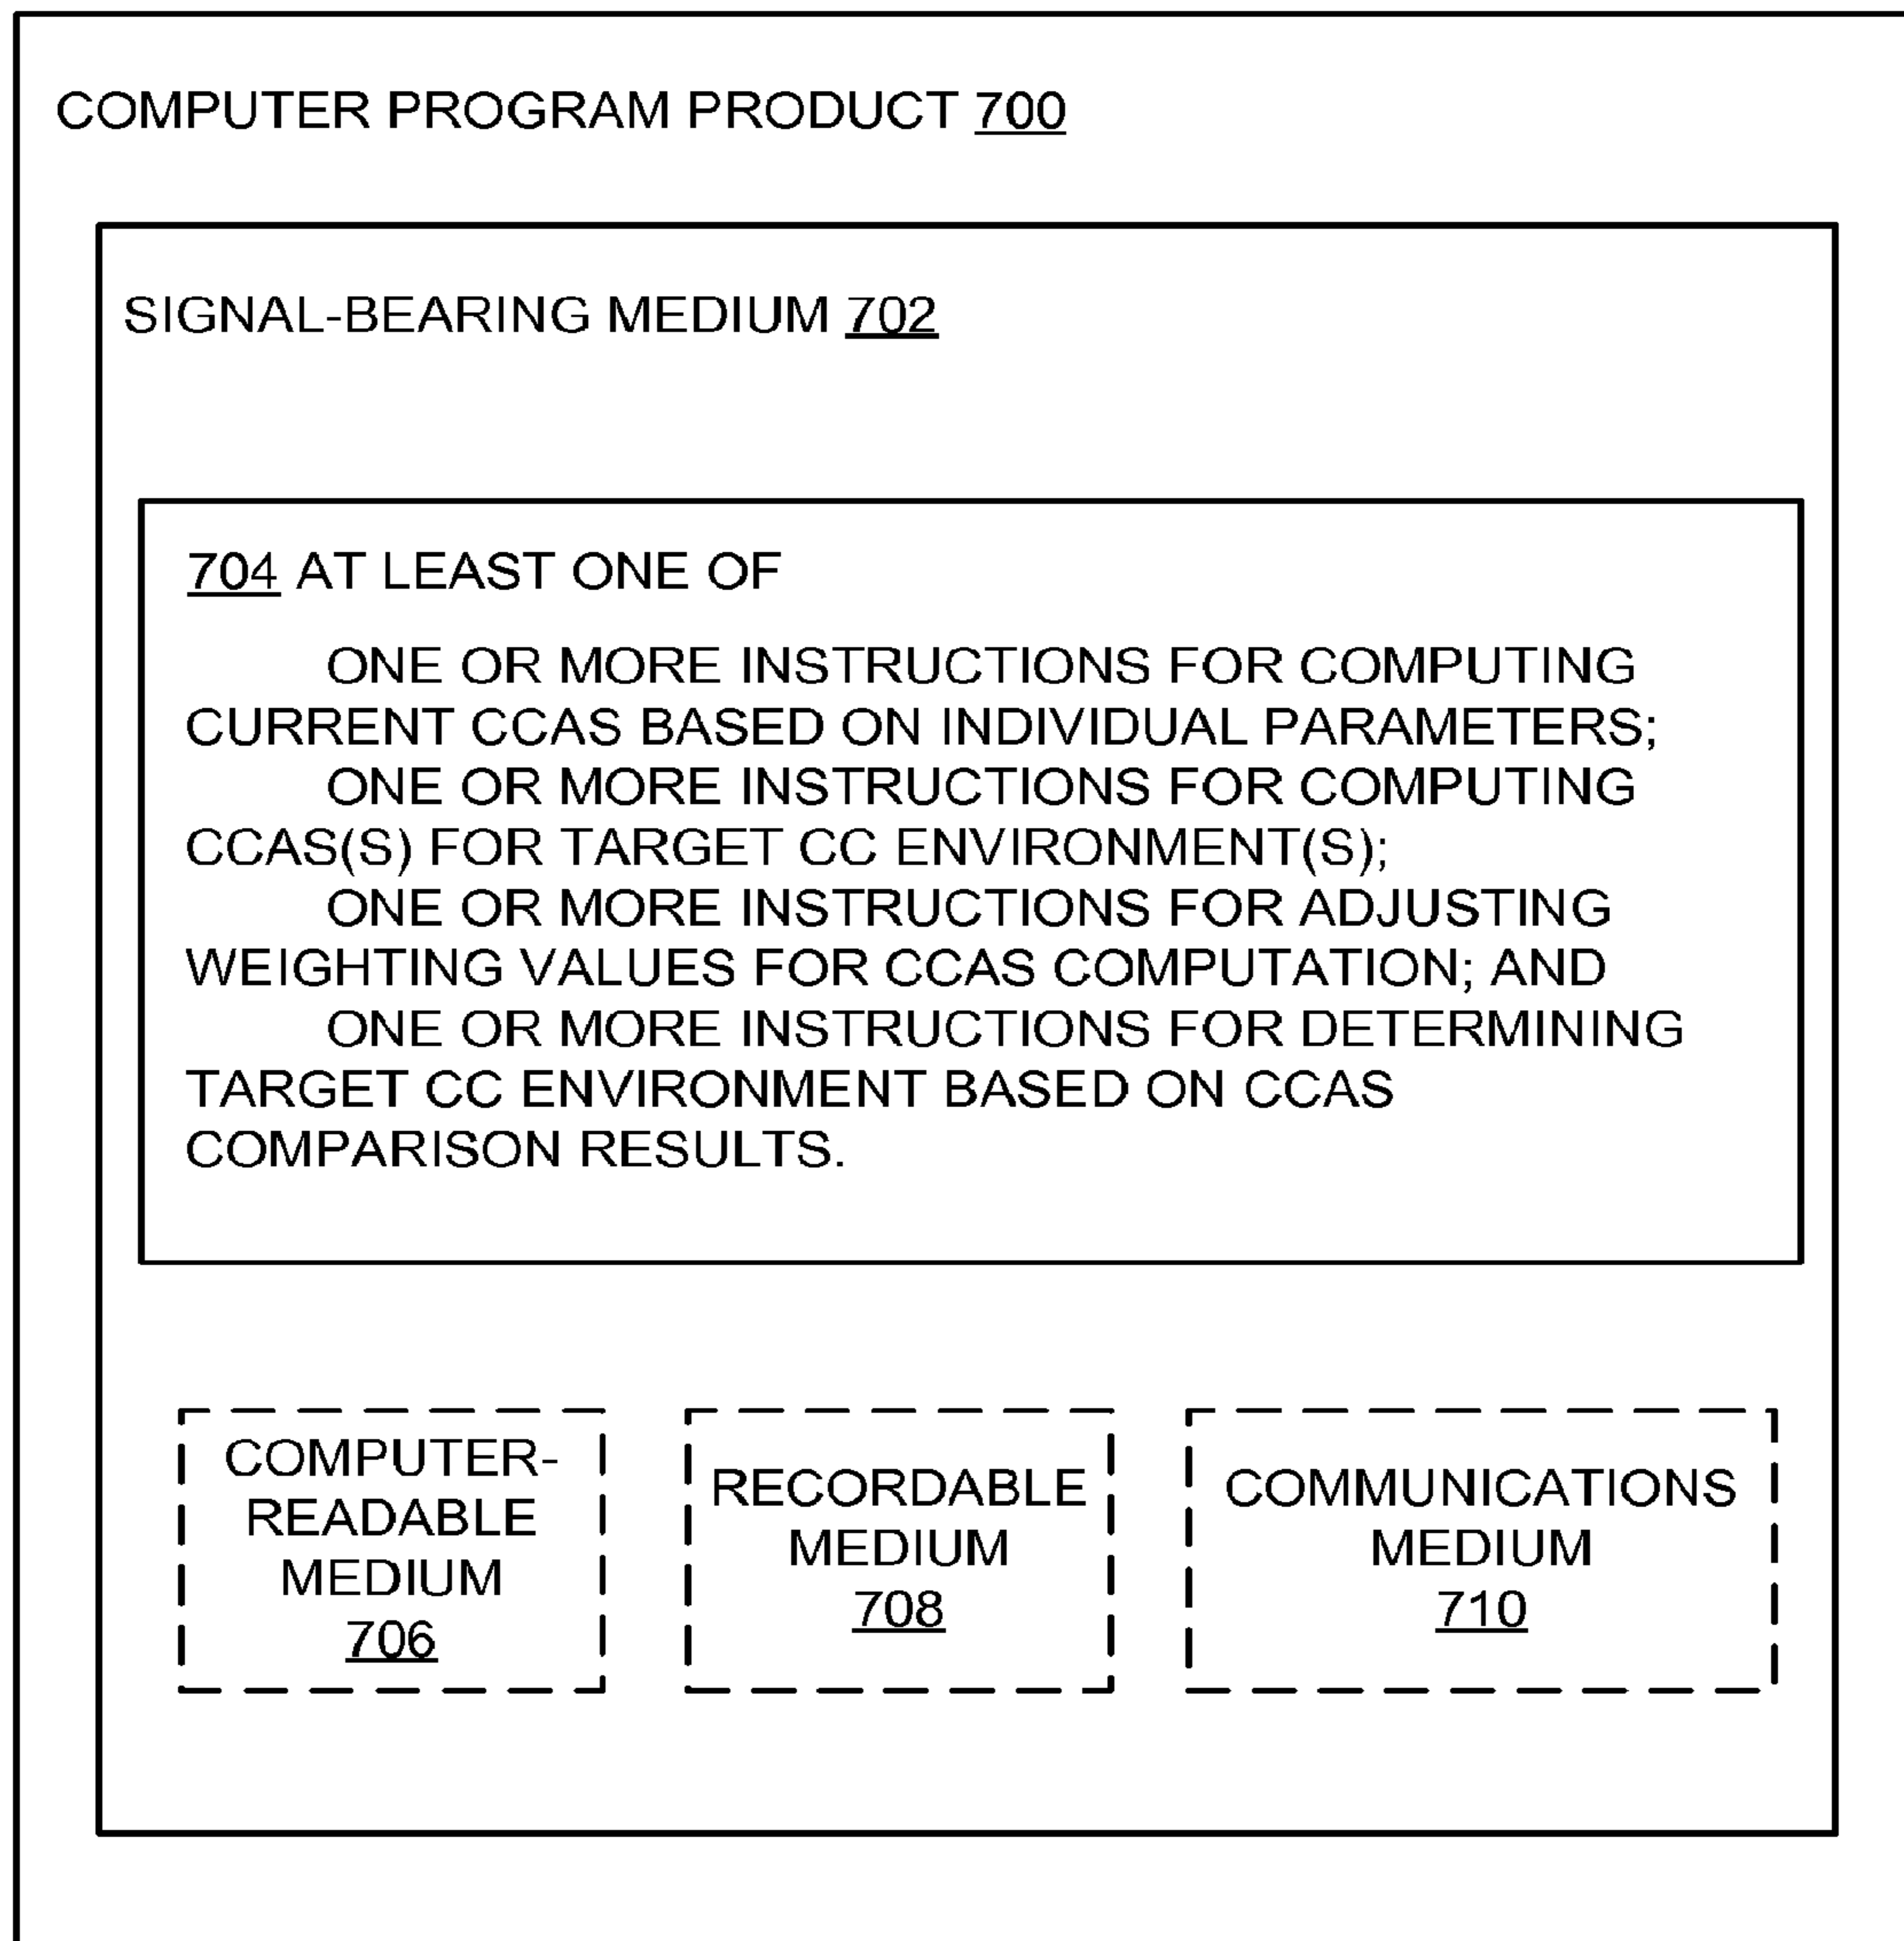 COMPUTER PROGRAM PRODUCT 700
SIGNAL-BEARING MEDIUM 702
704 AT LEAST ONE OF
ONE OR MORE INSTRUCTIONS FOR COMPUTING
CURRENT CCAS BASED ON INDIVIDUAL PARAMETERS;
ONE OR MORE INSTRUCTIONS FOR COMPUTING
CCAS(S) FOR TARGET CC ENVIRONMENT(S);
ONE OR MORE INSTRUCTIONS FOR ADJUSTING
WEIGHTING VALUES FOR CCAS COMPUTATION; AND
ONE OR MORE INSTRUCTIONS FOR DETERMINING
TARGET CC ENVIRONMENT BASED ON CCAS
COMPARISON RESULTS.
COMPUTER-
READABLE
MEDIUM
706
RECORDABLE
MEDIUM
708
COMMUNICATIONS
MEDIUM
710